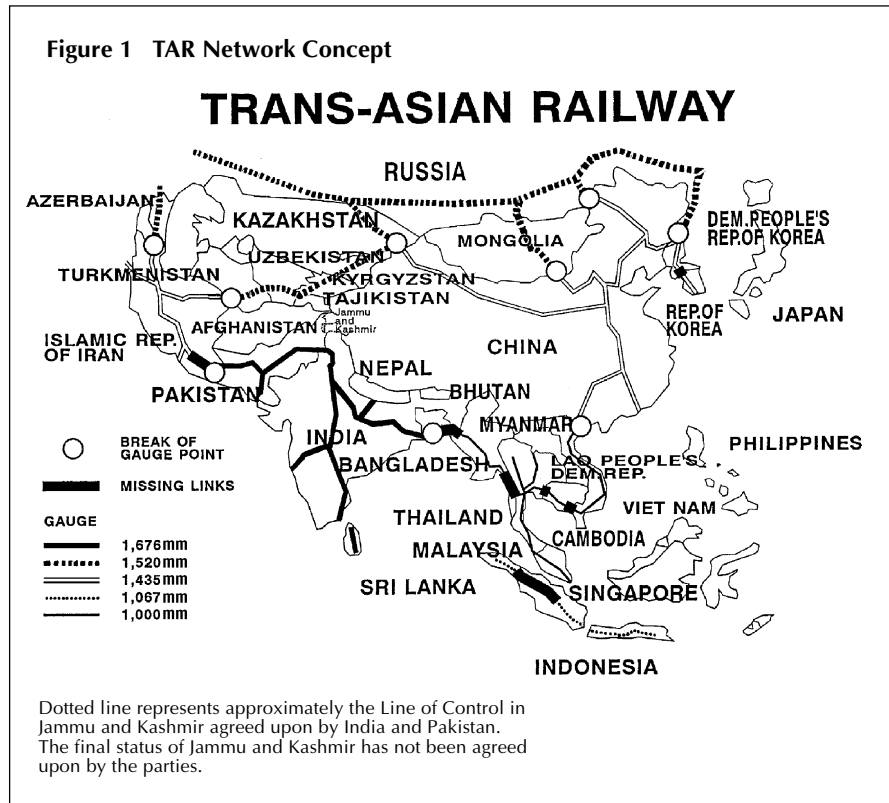 Figure 1 TAR Network Concept
TRANS-ASIAN RAILWAY
RUSSIA
AZERBAIJAN
KAZAKHSTAN
MONGOLIA
DEM.PEOPLE'S
REP.OF KOREA
UZBEKISTAN
TURKMENISTAN
KYRGYZSTAN
TAJIKISTAN
REP.OF
KOREA
JAPAN
AFGHANISTAN
Jammu
and
Kashmir
ISLAMIC REP.
OF IRAN
CHINA
NEPAL
PAKISTAN
BHUTAN
MYANMAR
INDIA
BANGLADESH
LAO PEOPLE'S
DEM.REP.
PHILIPPINES
VIET NAM
THAILAND
CAMBODIA
MALAYSIA
SRI LANKA
SINGAPORE
INDONESIA
BREAK OF
GAUGE POINT
MISSING LINKS
GAUGE
1,676mm
1,520mm
1,435mm
1,067mm
1,000mm
Dotted line represents approximately the Line of Control in
Jammu and Kashmir agreed upon by India and Pakistan.
The final status of Jammu and Kashmir has not been agreed
upon by the parties.